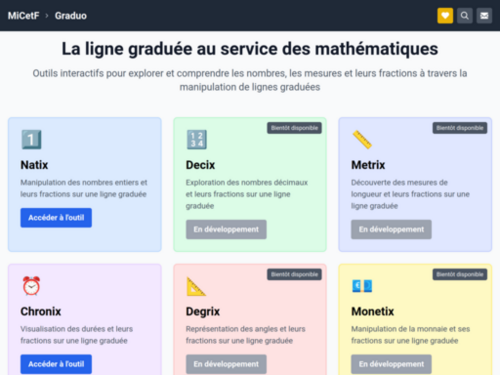 MiCetF › Graduo
La ligne graduée au service des mathématiques
Outils interactifs pour explorer et comprendre les nombres, les mesures et leurs fractions à travers la
manipulation de lignes graduées
1
Natix
Manipulation des nombres entiers et
leurs fractions sur une ligne graduée
Accéder à l'outil
Bientôt disponible
1 2
3 4
Decix
Exploration des nombres décimaux
et leurs fractions sur une ligne
graduée
En développement
Bientôt disponible
Metrix
Découverte des mesures de
longueur et leurs fractions sur une
ligne graduée
En développement
Chronix
Visualisation des durées et leurs
fractions sur une ligne graduée
Accéder à l'outil
Bientôt disponible
Degrix
Représentation des angles et leurs
fractions sur une ligne graduée
En développement
Bientôt disponible
Monetix
Manipulation de la monnaie et ses
fractions sur une ligne graduée
En développement